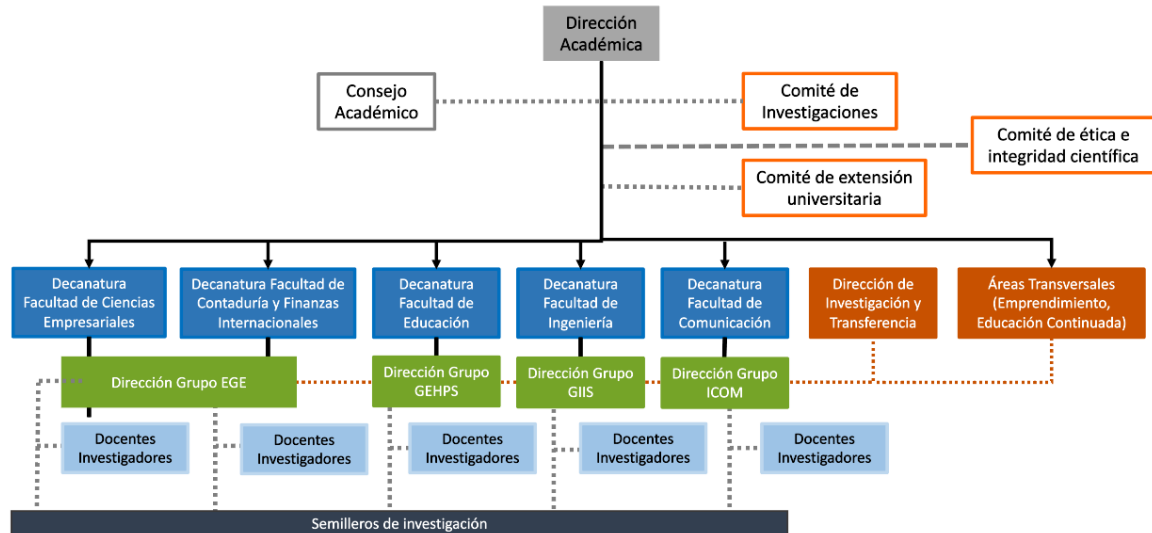 Dirección
Académica
Consejo
Académico
Comité de
Investigaciones
Comité de ética e
integridad científica
Comité de extensión
universitaria
Decanatura
Facultad de Ciencias
Empresariales
Decanatura Facultad de
Contaduría y Finanzas
Internacionales
Decanatura
Facultad de
Educación
Decanatura
Facultad de
Ingeniería
Decanatura
Facultad de
Comunicación
Dirección de
Investigación y
Transferencia
Áreas Transversales
(Emprendimiento,
Educación Continuada)
Dirección Grupo EGE
Dirección Grupo
GEHPS
Dirección Grupo
GIIS
Dirección Grupo
ICOM
Docentes
Investigadores
Docentes
Investigadores
Docentes
Investigadores
Docentes
Investigadores
Docentes
Investigadores
Semilleros de investigación